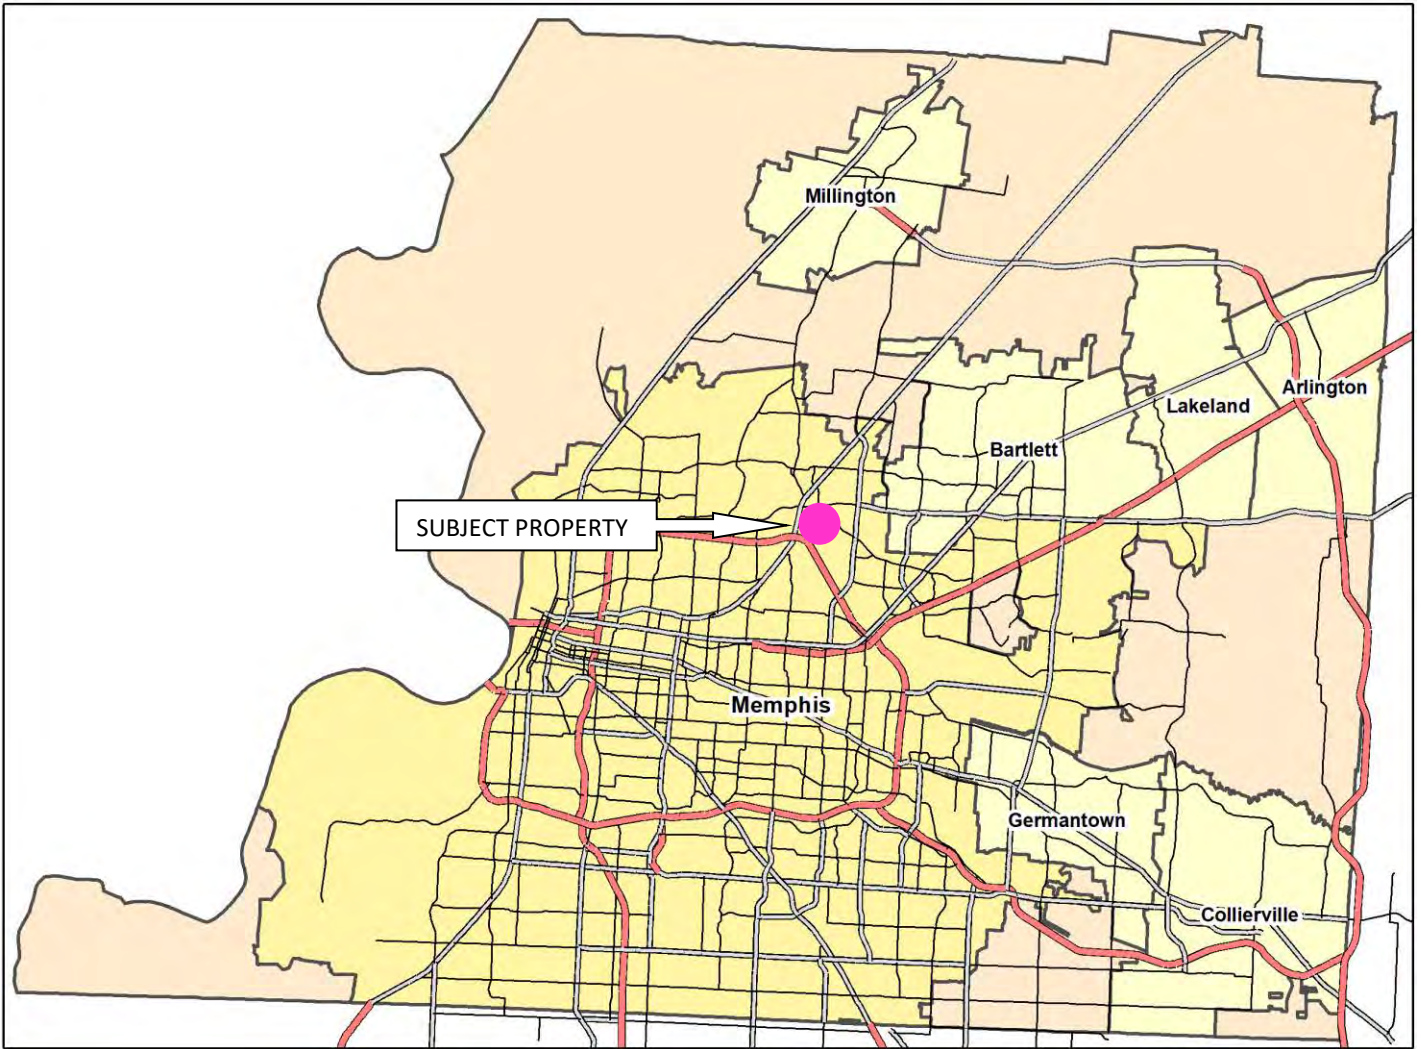 Millington
Arlington
Lakeland
Bartlett
SUBJECT PROPERTY
Memphis
Germantown
Collierville